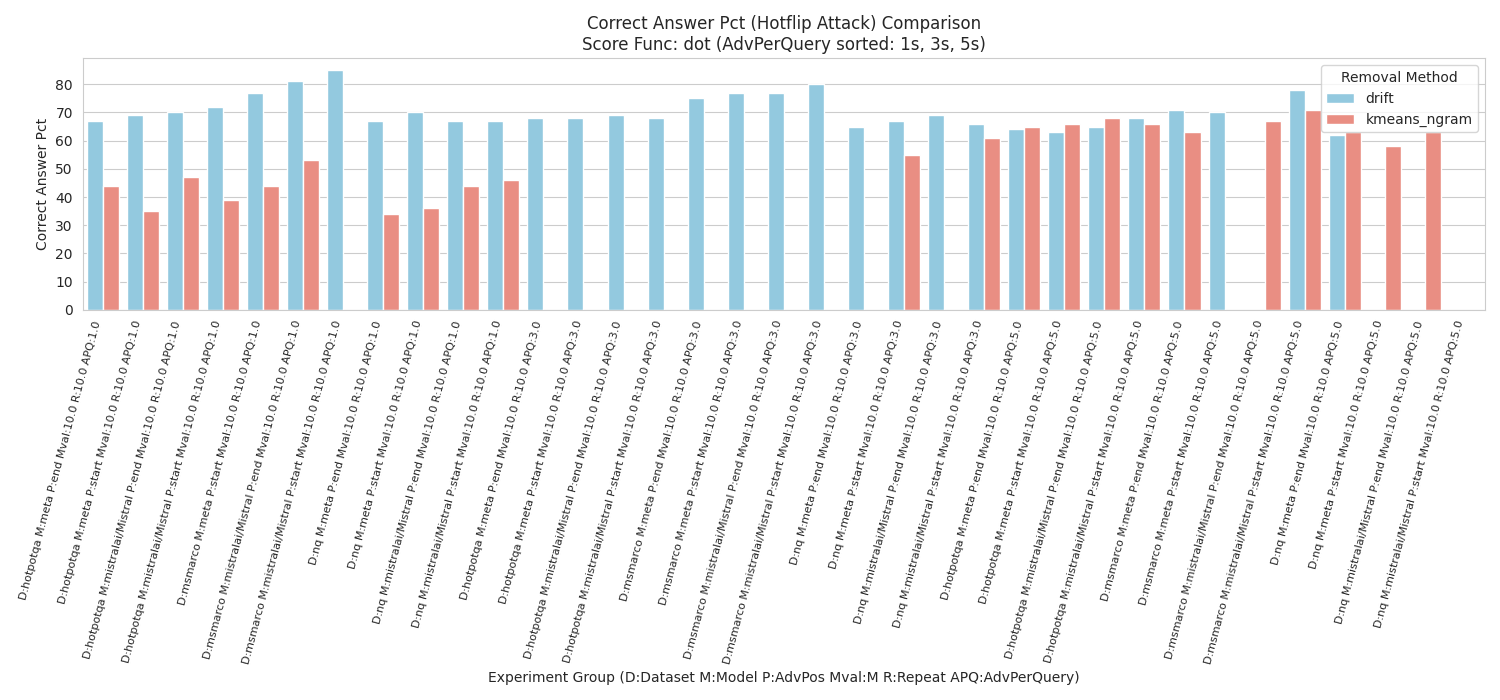 Correct Answer Pct (Hotflip Attack) Comparison
Score Func: dot (AdvPerQuery sorted: 1s, 3s, 5s)
Removal Method
drift
kmeans_ngram
Correct Answer Pct
80
70
60
50
40
30
20
10
0
D:hotpotqa M:meta P:end Mval:10.0 R:10.0 APQ:1.0
D:hotpotqa M:meta P:start Mval:10.0 R:10.0 APQ:1.0
D:hotpotqa M:mistralai/Mistral P:end Mval:10.0 R:10.0 APQ:1.0
D:hotpotqa M:mistralai/Mistral P:start Mval:10.0 R:10.0 APQ:1.0
D:msmarco M:meta P:start Mval:10.0 R:10.0 APQ:1.0
D:msmarco M:mistralai/Mistral P:end Mval:10.0 R:10.0 APQ:1.0
D:msmarco M:mistralai/Mistral P:start Mval:10.0 R:10.0 APQ:1.0
D:nq M:meta P:end Mval:10.0 R:10.0 APQ:1.0
D:nq M:meta P:start Mval:10.0 R:10.0 APQ:1.0
D:nq M:mistralai/Mistral P:end Mval:10.0 R:10.0 APQ:1.0
D:nq M:mistralai/Mistral P:start Mval:10.0 R:10.0 APQ:1.0
D:hotpotqa M:meta P:end Mval:10.0 R:10.0 APQ:3.0
D:hotpotqa M:meta P:start Mval:10.0 R:10.0 APQ:3.0
D:hotpotqa M:mistralai/Mistral P:end Mval:10.0 R:10.0 APQ:3.0
D:hotpotqa M:mistralai/Mistral P:start Mval:10.0 R:10.0 APQ:3.0
D:msmarco M:meta P:end Mval:10.0 R:10.0 APQ:3.0
D:msmarco M:meta P:start Mval:10.0 R:10.0 APQ:3.0
D:msmarco M:mistralai/Mistral P:end Mval:10.0 R:10.0 APQ:3.0
D:msmarco M:mistralai/Mistral P:start Mval:10.0 R:10.0 APQ:3.0
D:nq M:meta P:end Mval:10.0 R:10.0 APQ:3.0
D:nq M:meta P:start Mval:10.0 R:10.0 APQ:3.0
D:nq M:mistralai/Mistral P:end Mval:10.0 R:10.0 APQ:3.0
D:nq M:mistralai/Mistral P:start Mval:10.0 R:10.0 APQ:3.0
D:hotpotqa M:meta P:end Mval:10.0 R:10.0 APQ:5.0
D:hotpotqa M:meta P:start Mval:10.0 R:10.0 APQ:5.0
D:hotpotqa M:mistralai/Mistral P:end Mval:10.0 R:10.0 APQ:5.0
D:hotpotqa M:mistralai/Mistral P:start Mval:10.0 R:10.0 APQ:5.0
D:msmarco M:meta P:end Mval:10.0 R:10.0 APQ:5.0
D:msmarco M:meta P:start Mval:10.0 R:10.0 APQ:5.0
D:msmarco M:mistralai/Mistral P:end Mval:10.0 R:10.0 APQ:5.0
D:msmarco M:mistralai/Mistral P:start Mval:10.0 R:10.0 APQ:5.0
D:nq M:meta P:end Mval:10.0 R:10.0 APQ:5.0
D:nq M:meta P:start Mval:10.0 R:10.0 APQ:5.0
D:nq M:mistralai/Mistral P:end Mval:10.0 R:10.0 APQ:5.0
D:nq M:mistralai/Mistral P:start Mval:10.0 R:10.0 APQ:5.0
Experiment Group (D:Dataset M:Model P:AdvPos Mval:M R:Repeat APQ:AdvPerQuery)